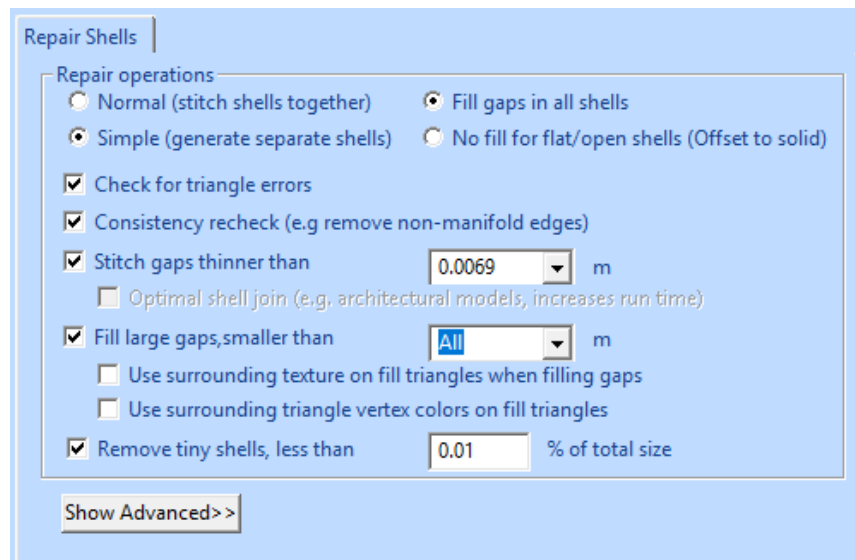 Repair Shells
Repair operations
Normal (stitch shells together) Fill gaps in all shells
Simple (generate separate shells) No fill for flat/open shells (Offset to solid)
Check for triangle errors
Consistency recheck (e.g remove non-manifold edges)
Stitch gaps thinner than 0.0069 m
Optimal shell join (e.g. architectural models, increases run time)
Fill large gaps,smaller than All m
Use surrounding texture on fill triangles when filling gaps
Use surrounding triangle vertex colors on fill triangles
Remove tiny shells, less than 0.01 % of total size
Show Advanced>>